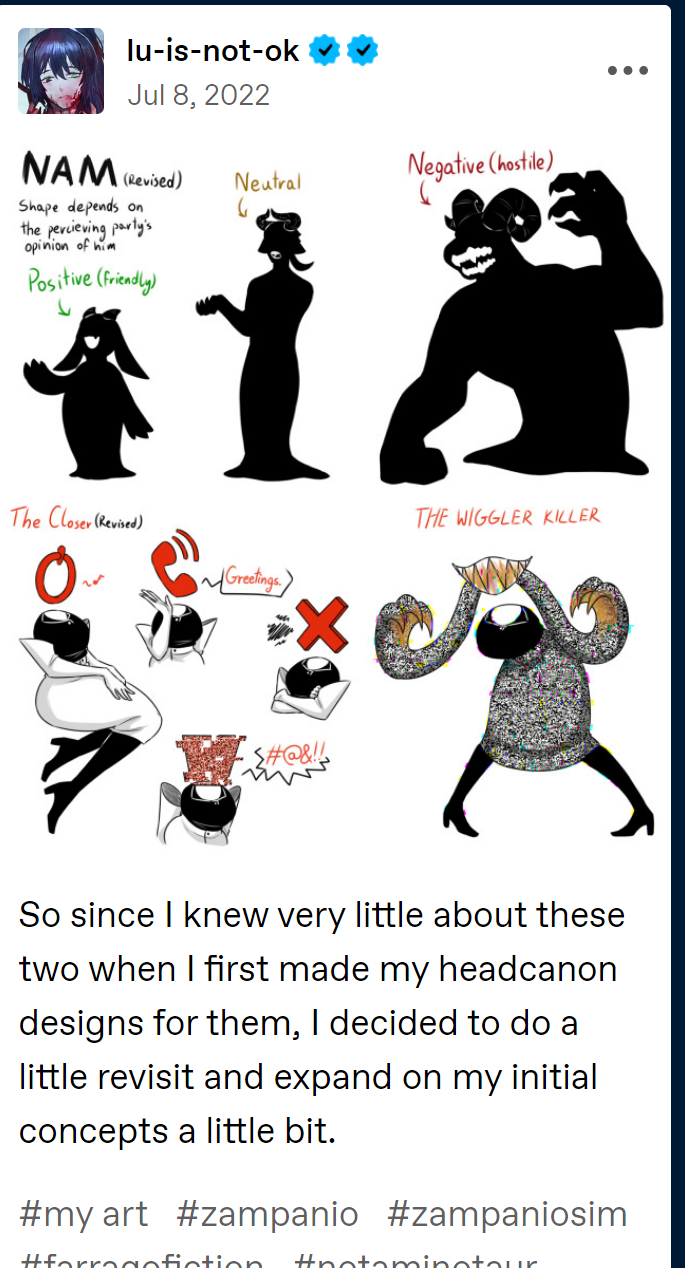 lu-is-not-ok
Jul 8, 2022
NAM (Revised)
Shape depends on
the percieving party's
opinion of him
Positive (friendly)
Neutral
Negative (hostile)
The Closer (Revised)
Greetings.
#@&!!
THE WIGGLER KILLER
So since I knew very little about these
two when I first made my headcanon
designs for them, I decided to do a
little revisit and expand on my initial
concepts a little bit.
#my art #zampanio #zampaniosim
#farragofiction #notaminotaur